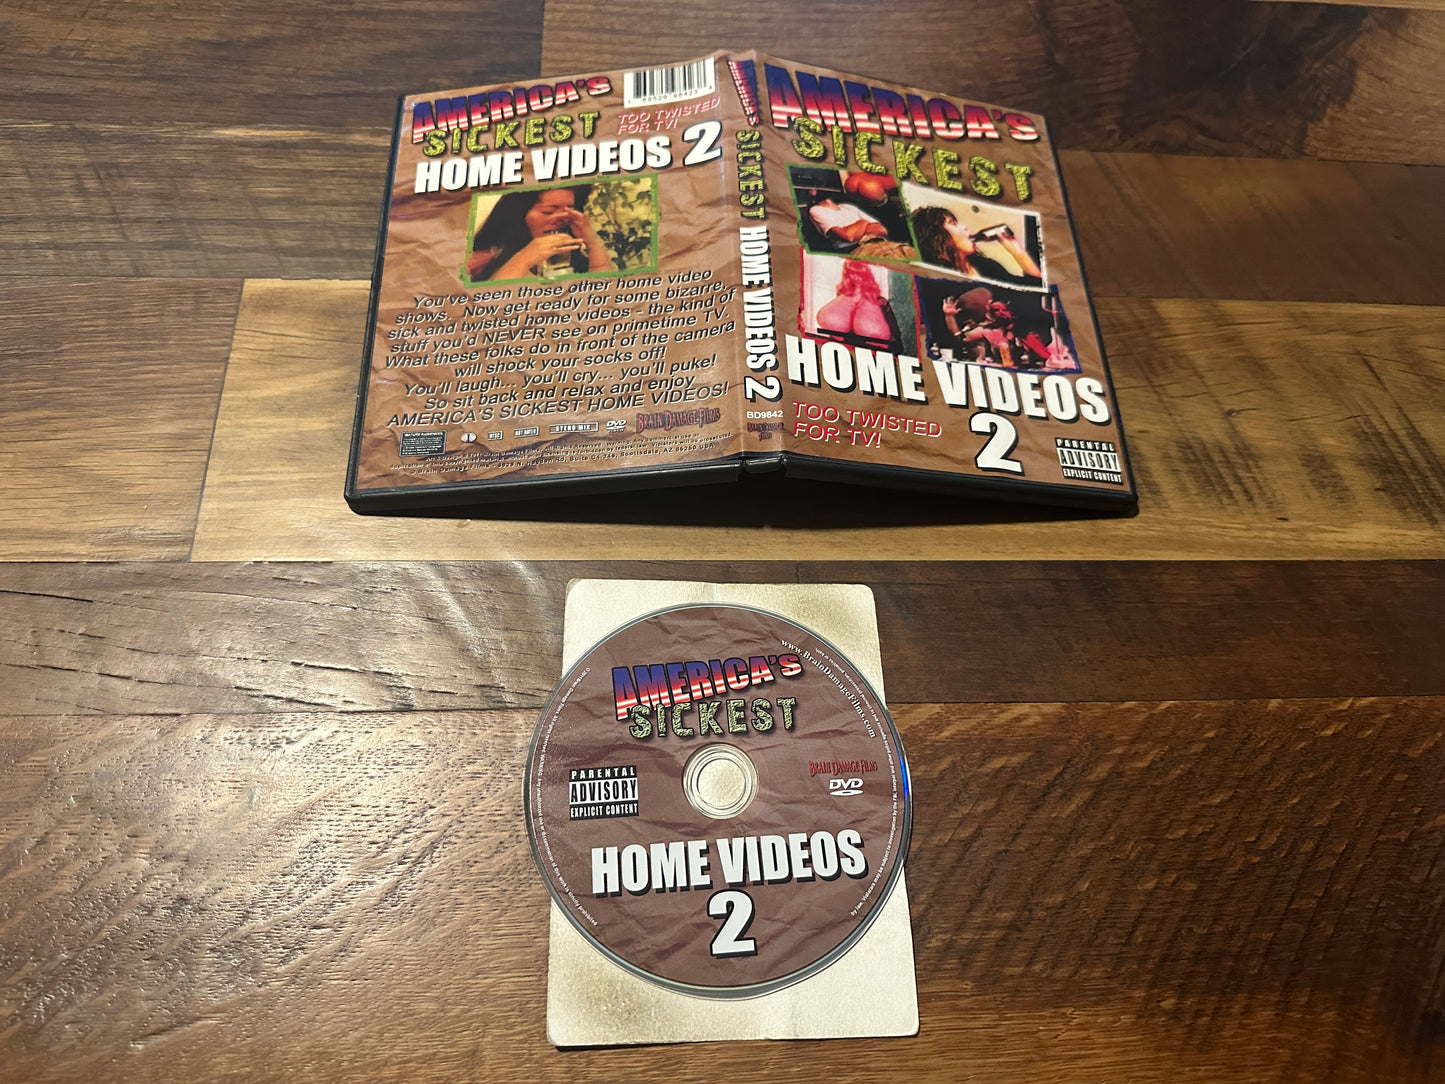 AMERICA'S
SICKEST
TOO TWISTED
FOR TV!
HOME VIDEOS 2
You've seen those other home video
shows. Now get ready for some bizarre,
sick and twisted home videos - the kind of
stuff you'd NEVER see on primetime TV.
What these folks do in front of the camera
will shock your socks off!
You'll laugh... you'll cry... you'll puke!
So sit back and relax and enjoy
AMERICA'S SICKEST HOME VIDEOS!
NOT RATED
DVD
BRAIN DAMAGE FILMS
AMERICA'S SICKEST HOME VIDEOS 2
BD9842
AMERICA'S
SICKEST
HOME VIDEOS
2
TOO TWISTED
FOR TV!
PARENTAL
ADVISORY
EXPLICIT CONTENT
AMERICA'S
SICKEST
www.BrainDamageFilms.com
PARENTAL
ADVISORY
EXPLICIT CONTENT
BRAIN DAMAGE FILMS
DVD
HOME VIDEOS
2